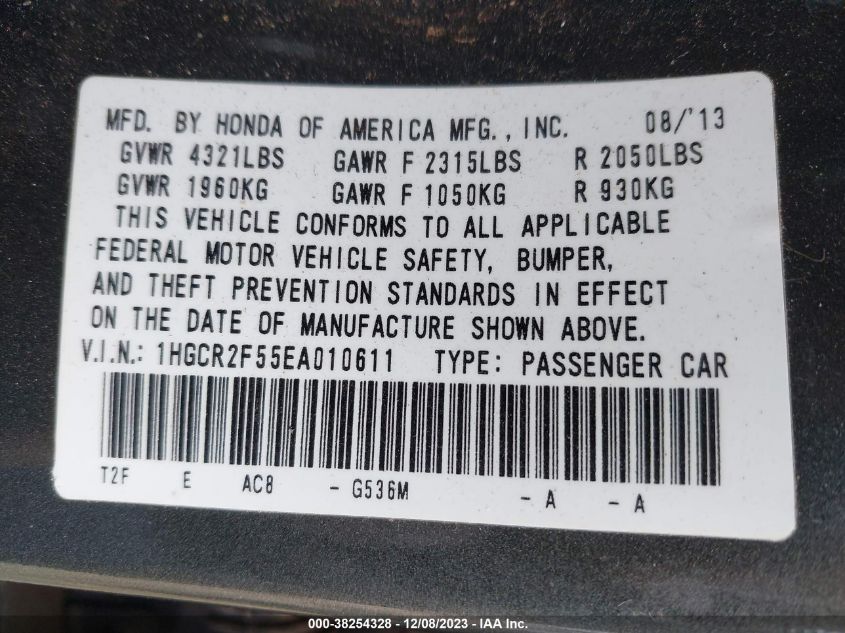 MFD. BY HONDA OF AMERICA MFG., INC. 08/'13
GVWR 4321LBS GAWR F 2315LBS R 2050LBS
GVWR 1960KG GAWR F 1050KG R 930KG
THIS VEHICLE CONFORMS TO ALL APPLICABLE
FEDERAL MOTOR VEHICLE SAFETY, BUMPER,
AND THEFT PREVENTION STANDARDS IN EFFECT
ON THE DATE OF MANUFACTURE SHOWN ABOVE.
V.I.N.: 1HGCR2F55EA010611 TYPE: PASSENGER CAR
T2F E AC8 - G536M - A - A
000-38254328 - 12/08/2023 - IAA Inc.